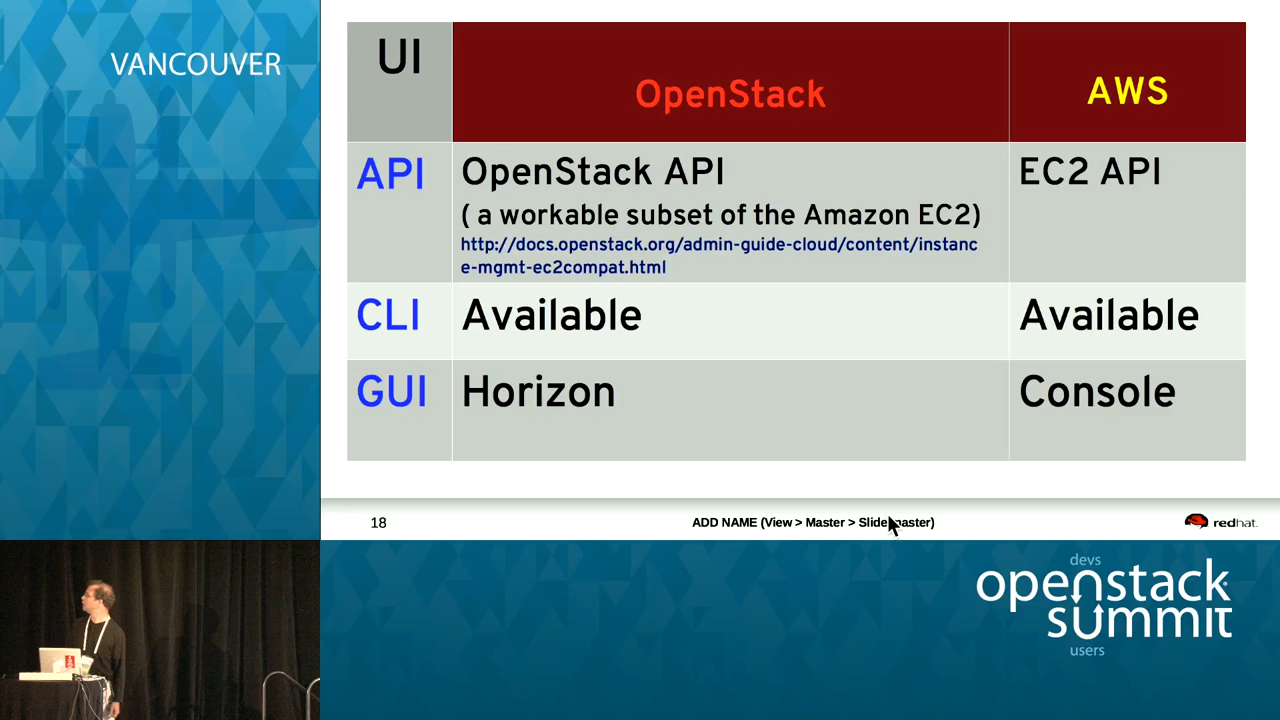 VANCOUVER
UI
OpenStack
AWS
API
OpenStack API
( a workable subset of the Amazon EC2)
http://docs.openstack.org/admin-guide-cloud/content/instanc
e-mgmt-ec2compat.html
EC2 API
CLI
Available
Available
GUI
Horizon
Console
18
ADD NAME (View > Master > Slide master)
redhat.
devs
openstack
summit
users